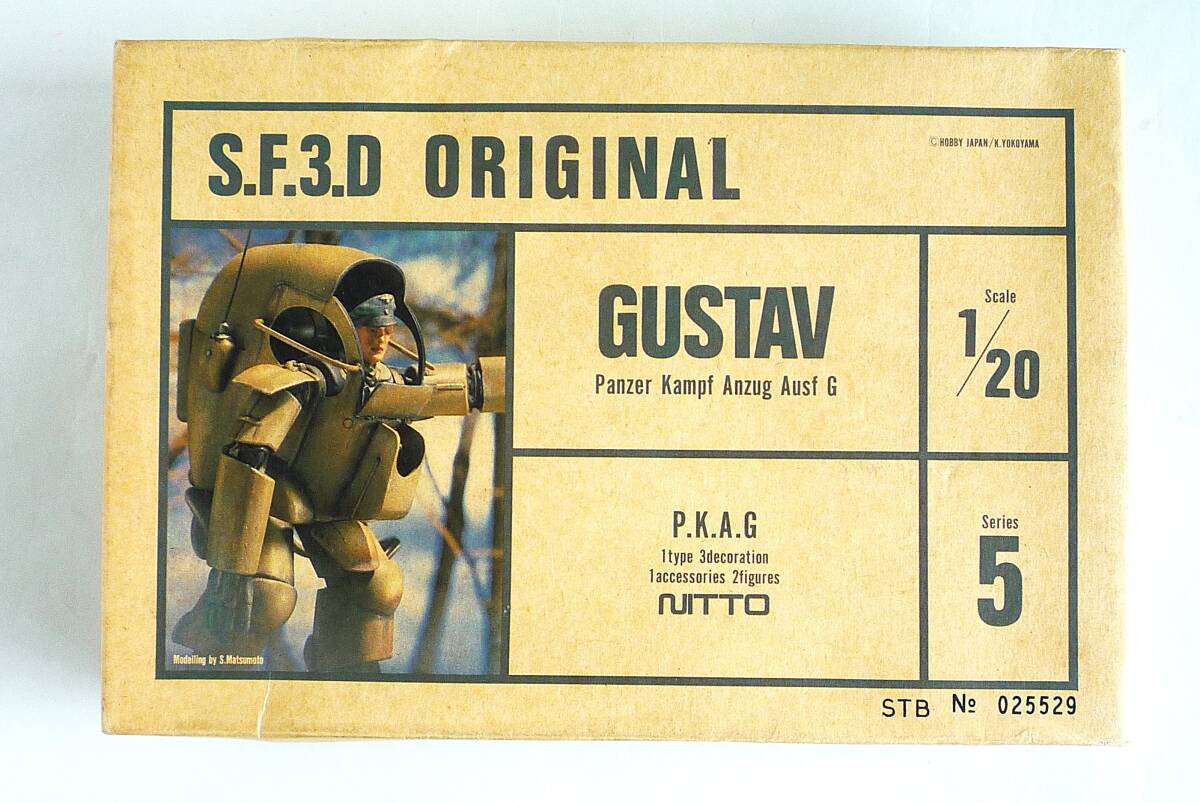 S.F.3.D ORIGINAL
©HOBBY JAPAN/K.YOKOYAMA
GUSTAV
Panzer Kampf Anzug Ausf G
Scale
1/20
P.K.A.G
1type 3decoration
1accessories 2figures
NITTO
Series
5
Modelling by S.Matsumoto
STB № 025529